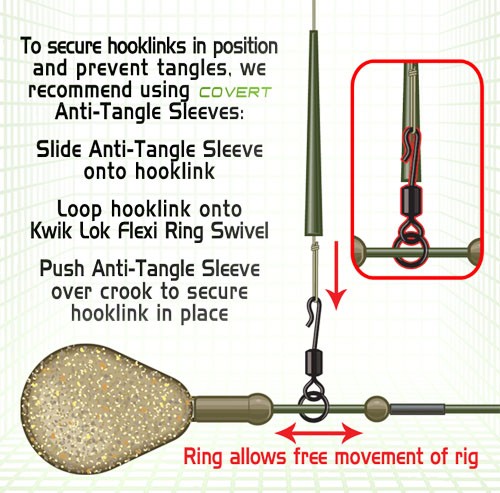 To secure hooklinks in position
and prevent tangles, we
recommend using COVERT
Anti-Tangle Sleeves:
Slide Anti-Tangle Sleeve
onto hooklink
Loop hooklink onto
Kwik Lok Flexi Ring Swivel
Push Anti-Tangle Sleeve
over crook to secure
hooklink in place
Ring allows free movement of rig